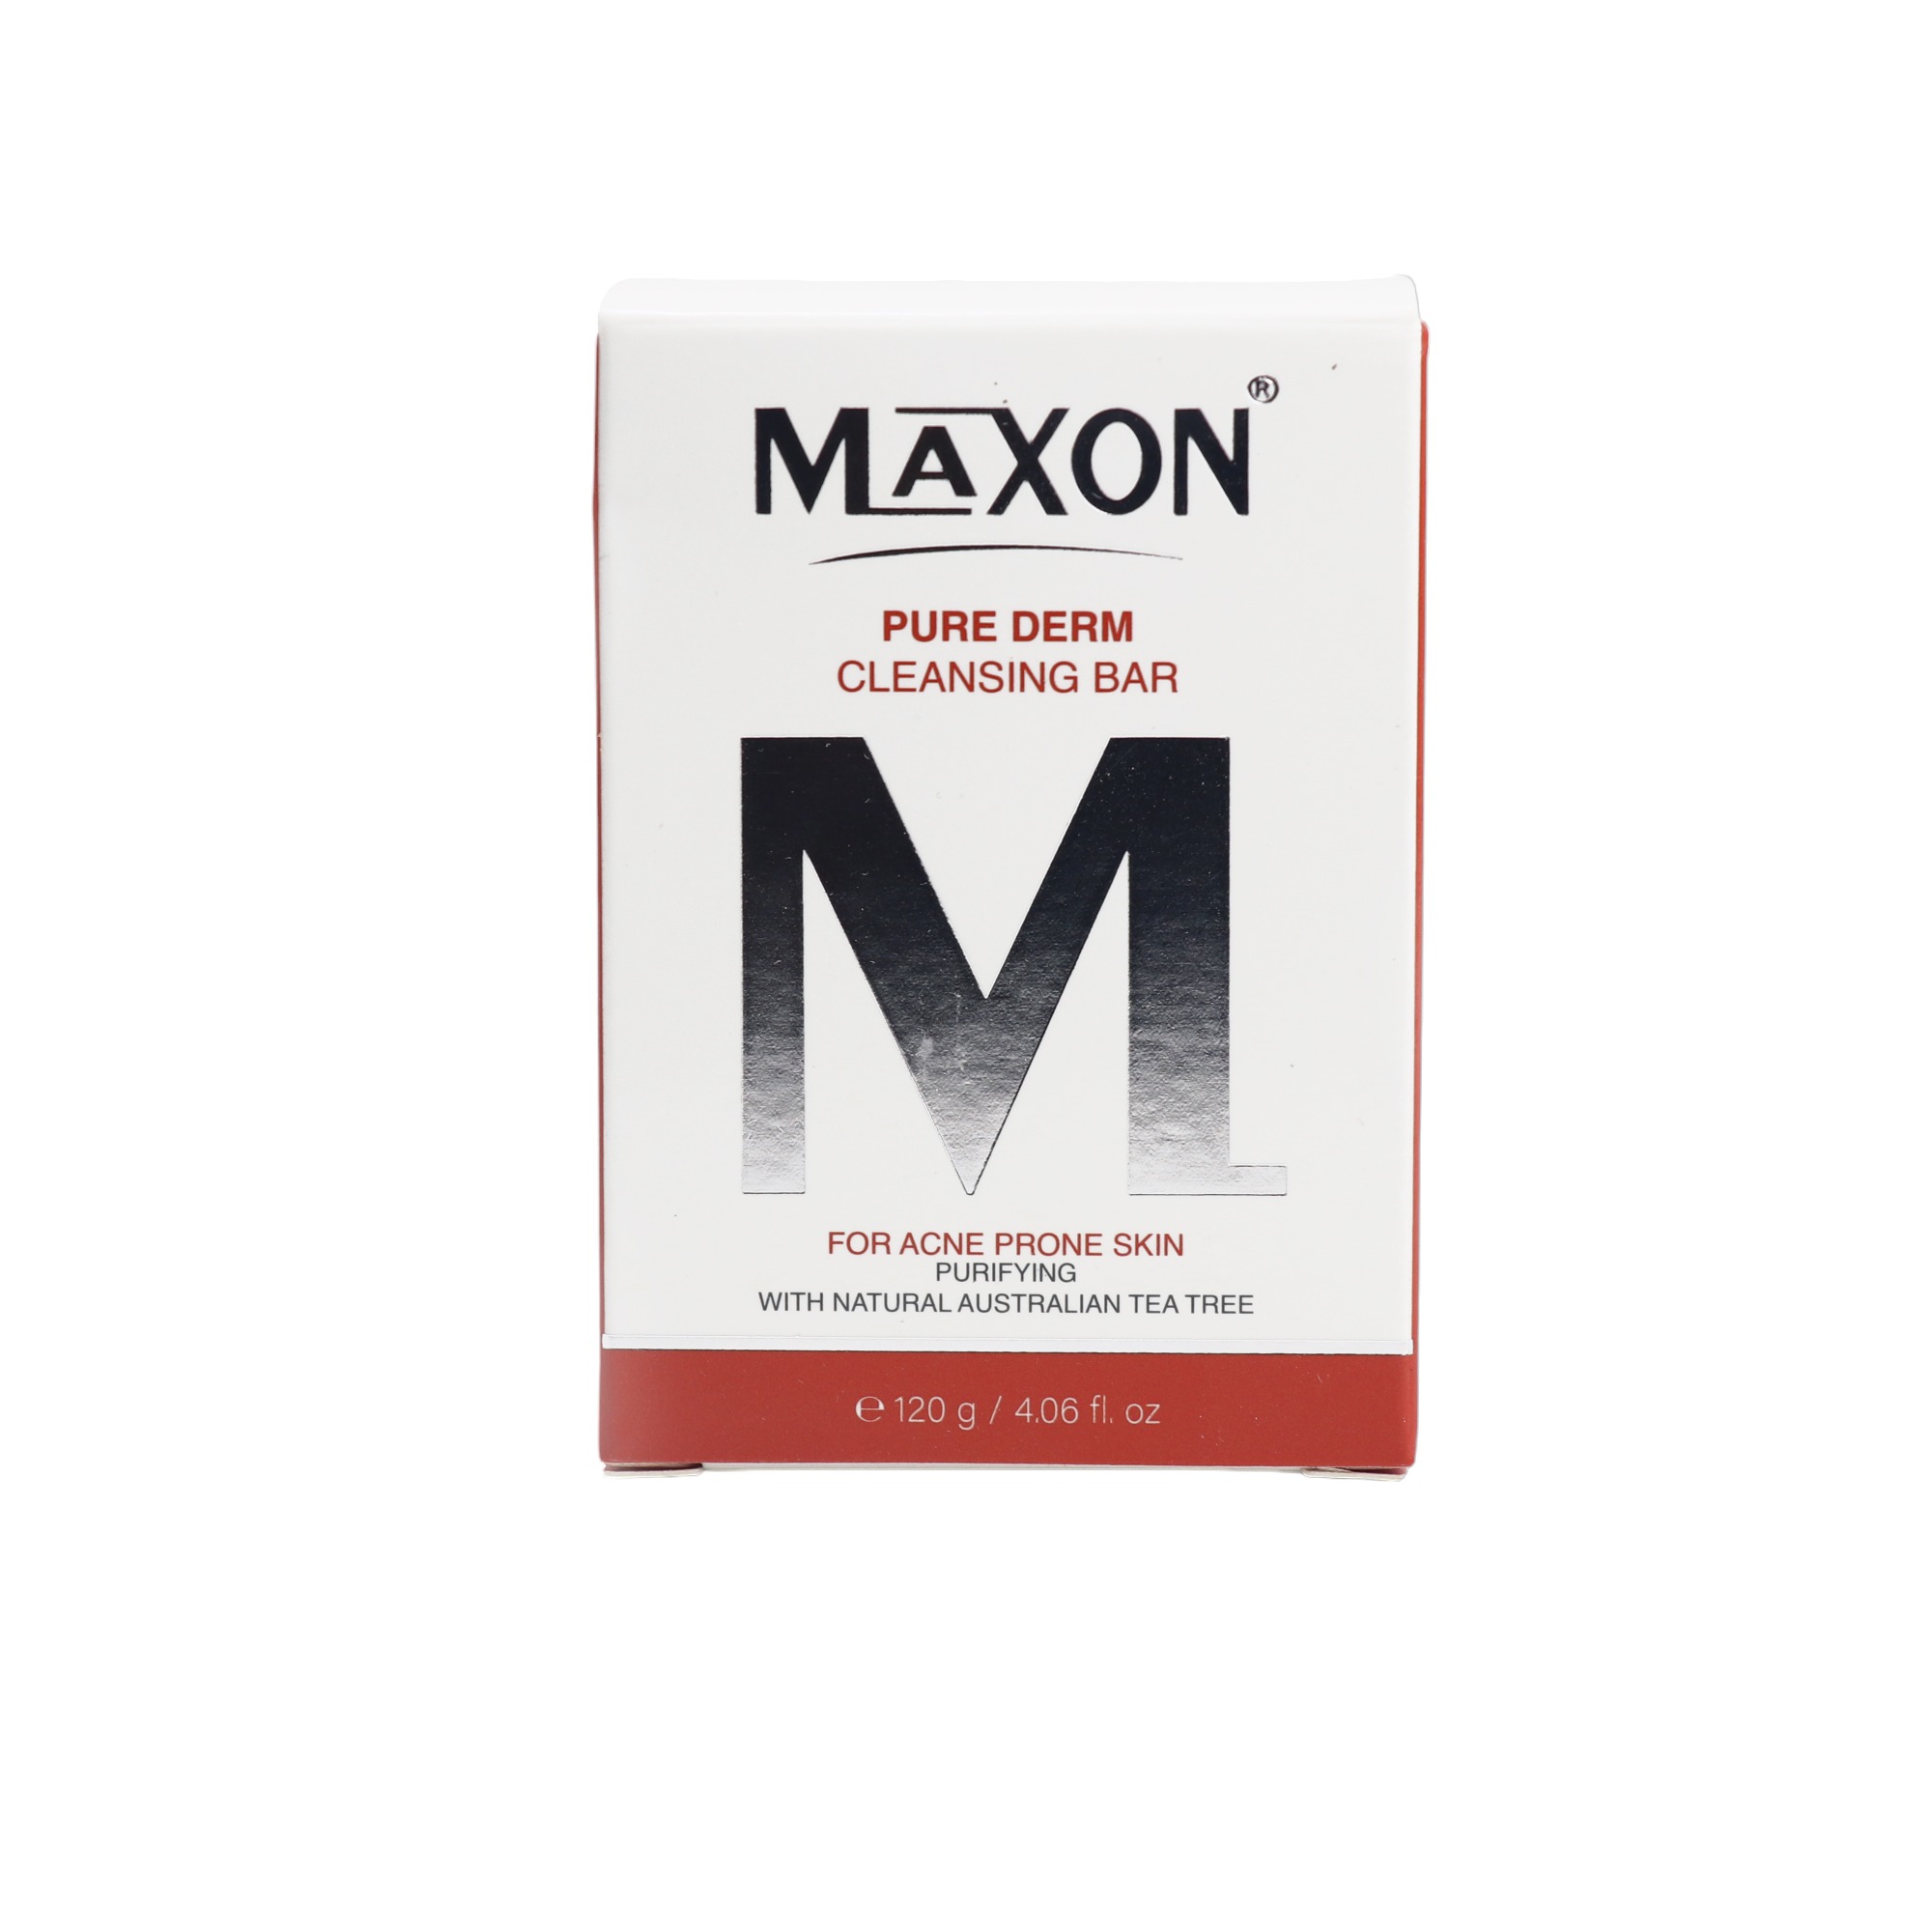 MAXON®
PURE DERM
CLEANSING BAR
M
FOR ACNE PRONE SKIN
PURIFYING
WITH NATURAL AUSTRALIAN TEA TREE
℮ 120 g / 4.06 fl. oz